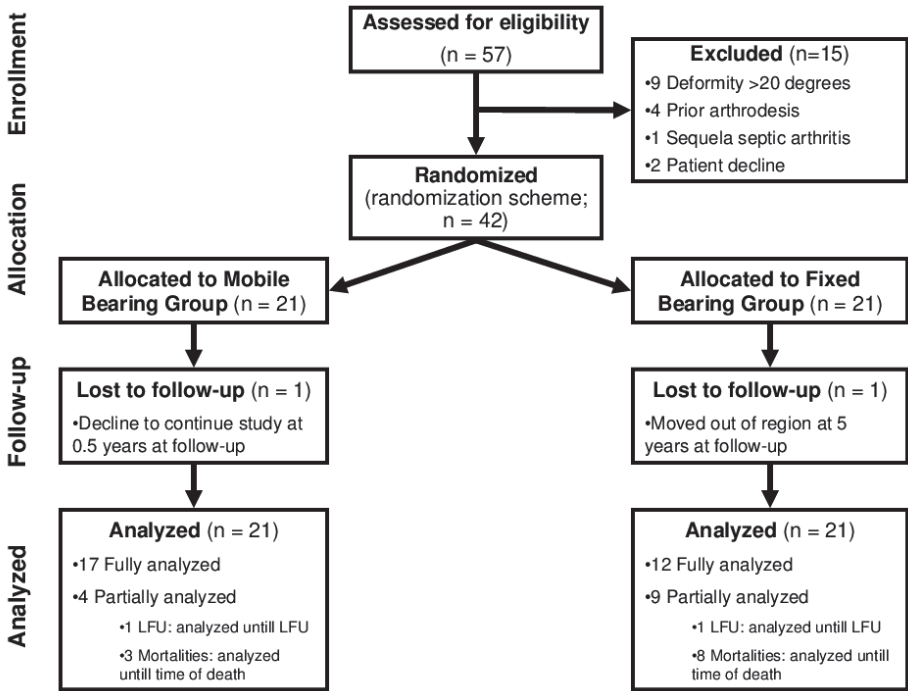 Enrollment
Assessed for eligibility
(n = 57)
Excluded (n=15)
•9 Deformity >20 degrees
•4 Prior arthrodesis
•1 Sequela septic arthritis
•2 Patient decline
Randomized
(randomization scheme;
n = 42)
Allocation
Allocated to Mobile
Bearing Group (n = 21)
Allocated to Fixed
Bearing Group (n = 21)
Follow-up
Lost to follow-up (n = 1)
•Decline to continue study at
0.5 years at follow-up
Lost to follow-up (n = 1)
•Moved out of region at 5
years at follow-up
Analyzed
Analyzed (n = 21)
•17 Fully analyzed
•4 Partially analyzed
•1 LFU: analyzed untill LFU
•3 Mortalities: analyzed
untill time of death
Analyzed (n = 21)
•12 Fully analyzed
•9 Partially analyzed
•1 LFU: analyzed untill LFU
•8 Mortalities: analyzed
untill time of death